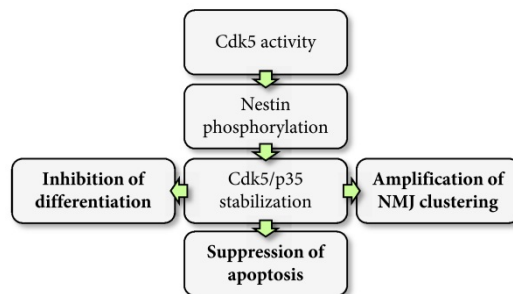 Cdk5 activity
Nestin
phosphorylation
Inhibition of
differentiation
Cdk5/p35
stabilization
Amplification of
NMJ clustering
Suppression of
apoptosis